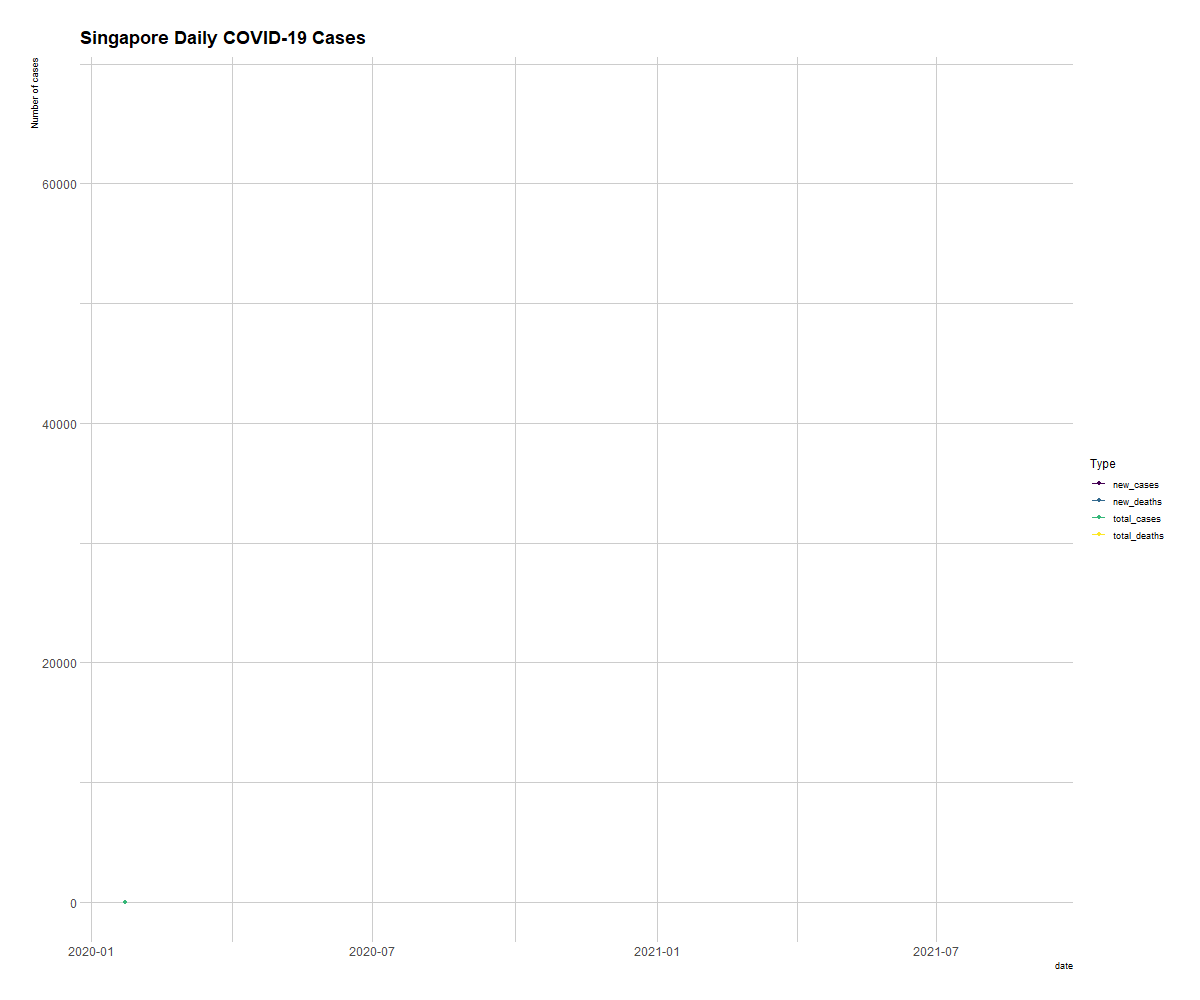 Singapore Daily COVID-19 Cases
Number of cases
60000
40000
20000
0
2020-01
2020-07
2021-01
2021-07
date
Type
new_cases
new_deaths
total_cases
total_deaths